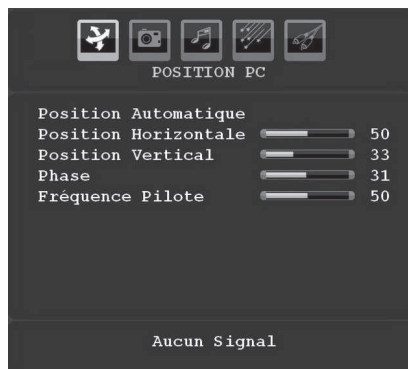 POSITION PC
Position Automatique
Position Horizontale 50
Position Vertical 33
Phase 31
Fréquence Pilote 50
Aucun Signal